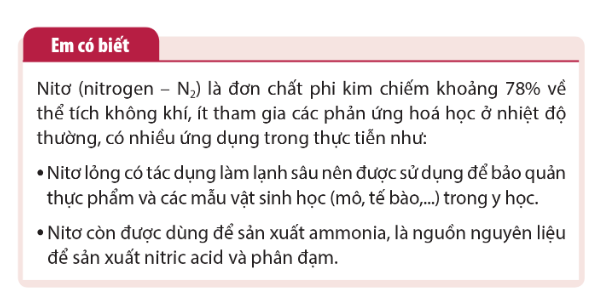 Em có biết
Nitơ (nitrogen – N₂) là đơn chất phi kim chiếm khoảng 78% về
thể tích không khí, ít tham gia các phản ứng hoá học ở nhiệt độ
thường, có nhiều ứng dụng trong thực tiễn như:
• Nitơ lỏng có tác dụng làm lạnh sâu nên được sử dụng để bảo quản
thực phẩm và các mẫu vật sinh học (mô, tế bào,...) trong y học.
• Nitơ còn được dùng để sản xuất ammonia, là nguồn nguyên liệu
để sản xuất nitric acid và phân đạm.